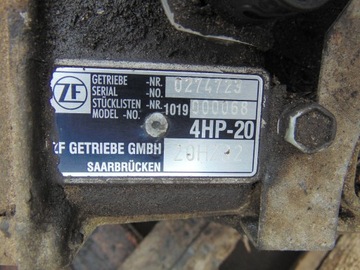 ZF
GETRIEBE -NR. 0274723
SERIAL -NO.
STÜCKLISTEN -NR. 1019 000068
MODEL -NO.
4HP-20
ZF GETRIEBE GMBH
SAARBRÜCKEN